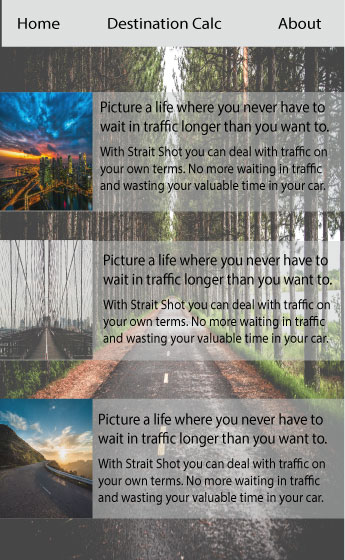 Home Destination Calc About
Picture a life where you never have to
wait in traffic longer than you want to.
With Strait Shot you can deal with traffic on
your own terms. No more waiting in traffic
and wasting your valuable time in your car.
Picture a life where you never have to
wait in traffic longer than you want to.
With Strait Shot you can deal with traffic on
your own terms. No more waiting in traffic
and wasting your valuable time in your car.
Picture a life where you never have to
wait in traffic longer than you want to.
With Strait Shot you can deal with traffic on
your own terms. No more waiting in traffic
and wasting your valuable time in your car.